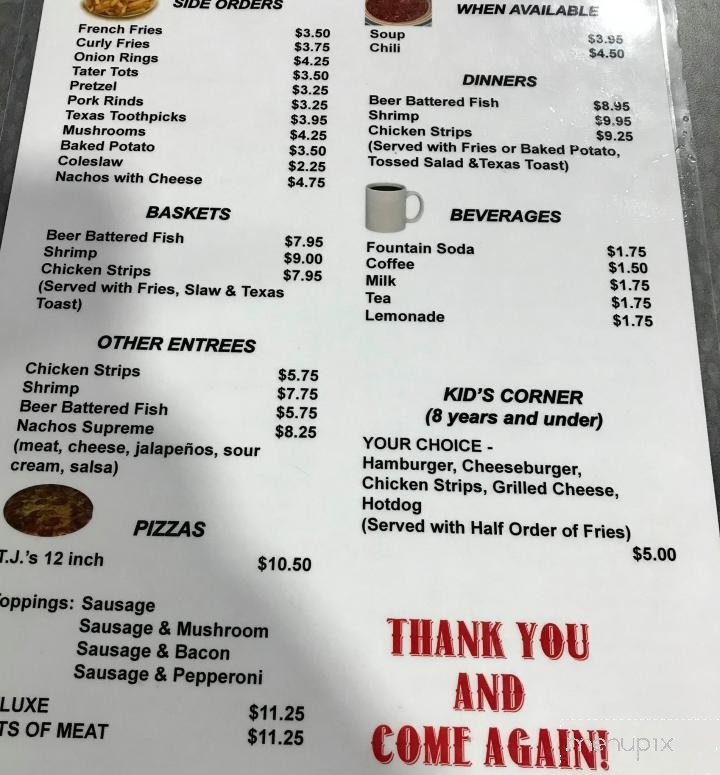 SIDE ORDERS
French Fries $3.50
Curly Fries $3.75
Onion Rings $4.25
Tater Tots $3.50
Pretzel $3.25
Pork Rinds $3.25
Texas Toothpicks $3.95
Mushrooms $4.25
Baked Potato $3.50
Coleslaw $2.25
Nachos with Cheese $4.75
BASKETS
Beer Battered Fish $7.95
Shrimp $9.00
Chicken Strips $7.95
(Served with Fries, Slaw & Texas
Toast)
OTHER ENTREES
Chicken Strips $5.75
Shrimp $7.75
Beer Battered Fish $5.75
Nachos Supreme $8.25
(meat, cheese, jalapeños, sour
cream, salsa)
PIZZAS
T.J.'s 12 inch $10.50
oppings: Sausage
Sausage & Mushroom
Sausage & Bacon
Sausage & Pepperoni
LUXE $11.25
TS OF MEAT $11.25
WHEN AVAILABLE
Soup $3.95
Chili $4.50
DINNERS
Beer Battered Fish $8.95
Shrimp $9.95
Chicken Strips $9.25
(Served with Fries or Baked Potato,
Tossed Salad &Texas Toast)
BEVERAGES
Fountain Soda $1.75
Coffee $1.50
Milk $1.75
Tea $1.75
Lemonade $1.75
KID'S CORNER
(8 years and under)
YOUR CHOICE -
Hamburger, Cheeseburger,
Chicken Strips, Grilled Cheese,
Hotdog
(Served with Half Order of Fries)
$5.00
THANK YOU
AND
COME AGAIN!
menupix